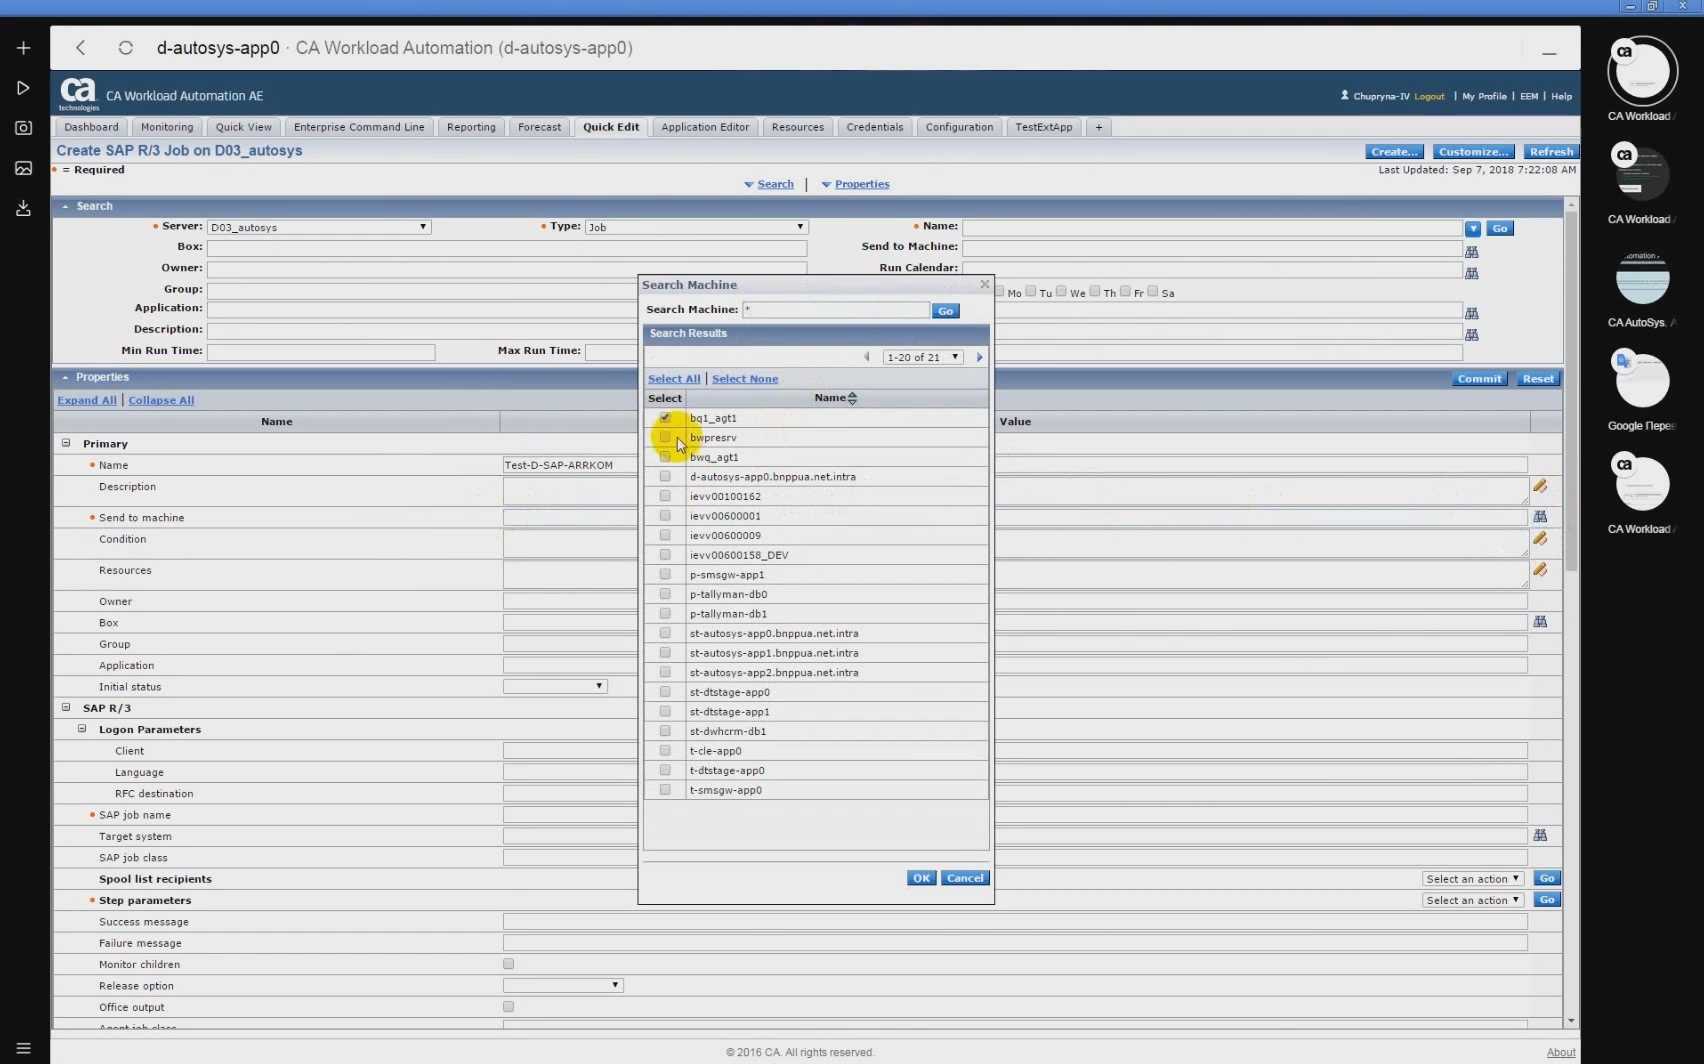 d-autosys-app0 · CA Workload Automation (d-autosys-app0)
ca technologies CA Workload Automation AE
Chupryna-IV Logout | My Profile | EEM | Help
Dashboard Monitoring Quick View Enterprise Command Line Reporting Forecast Quick Edit Application Editor Resources Credentials Configuration TestExtApp +
Create SAP R/3 Job on D03_autosys
Create... Customize... Refresh
= Required
Last Updated: Sep 7, 2018 7:22:08 AM
Search | Properties
Search
Server: D03_autosys Type: Job Name: Go
Box: Send to Machine:
Owner: Run Calendar:
Group: Mo Tu We Th Fr Sa
Application:
Description:
Min Run Time: Max Run Time:
Properties Commit Reset
Expand All | Collapse All
Name Value
Primary
Name Test-D-SAP-ARRKOM
Description
Send to machine
Condition
Resources
Owner
Box
Group
Application
Initial status
SAP R/3
Logon Parameters
Client
Language
RFC destination
SAP job name
Target system
SAP job class
Spool list recipients Select an action Go
Step parameters Select an action Go
Success message
Failure message
Monitor children
Release option
Office output
Agent job class
Search Machine
Search Machine: * Go
Search Results
1-20 of 21
Select All | Select None
Select Name
bq1_agt1
bwpresrv
bwq_agt1
d-autosys-app0.bnppua.net.intra
ievv00100162
ievv00600001
ievv00600009
ievv00600158_DEV
p-smsgw-app1
p-tallyman-db0
p-tallyman-db1
st-autosys-app0.bnppua.net.intra
st-autosys-app1.bnppua.net.intra
st-autosys-app2.bnppua.net.intra
st-dtstage-app0
st-dtstage-app1
st-dwhcrm-db1
t-cle-app0
t-dtstage-app0
t-smsgw-app0
OK Cancel
© 2016 CA. All rights reserved.
About
ca
CA Workload
ca
CA Workload
CA AutoSys.
Google Пере
ca
CA Workload